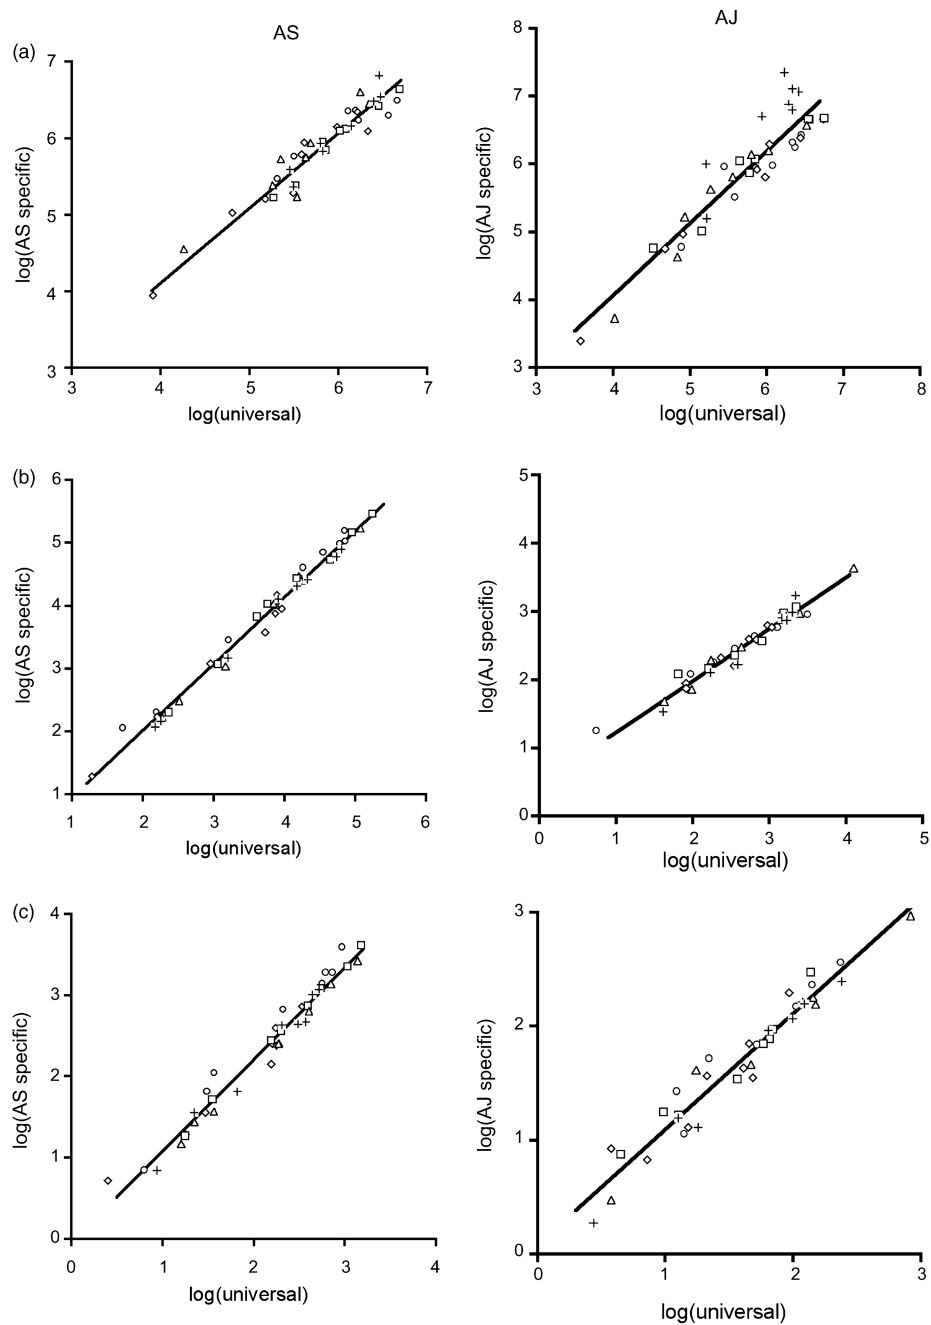 AS AJ
(a)
7
6
5
4
3
log(AS specific)
3 4 5 6 7
log(universal)
8
7
6
5
4
3
log(AJ specific)
3 4 5 6 7 8
log(universal)
(b)
6
5
4
3
2
1
log(AS specific)
1 2 3 4 5 6
log(universal)
5
4
3
2
1
0
log(AJ specific)
0 1 2 3 4 5
log(universal)
(c)
4
3
2
1
0
log(AS specific)
0 1 2 3 4
log(universal)
3
2
1
0
log(AJ specific)
0 1 2 3
log(universal)